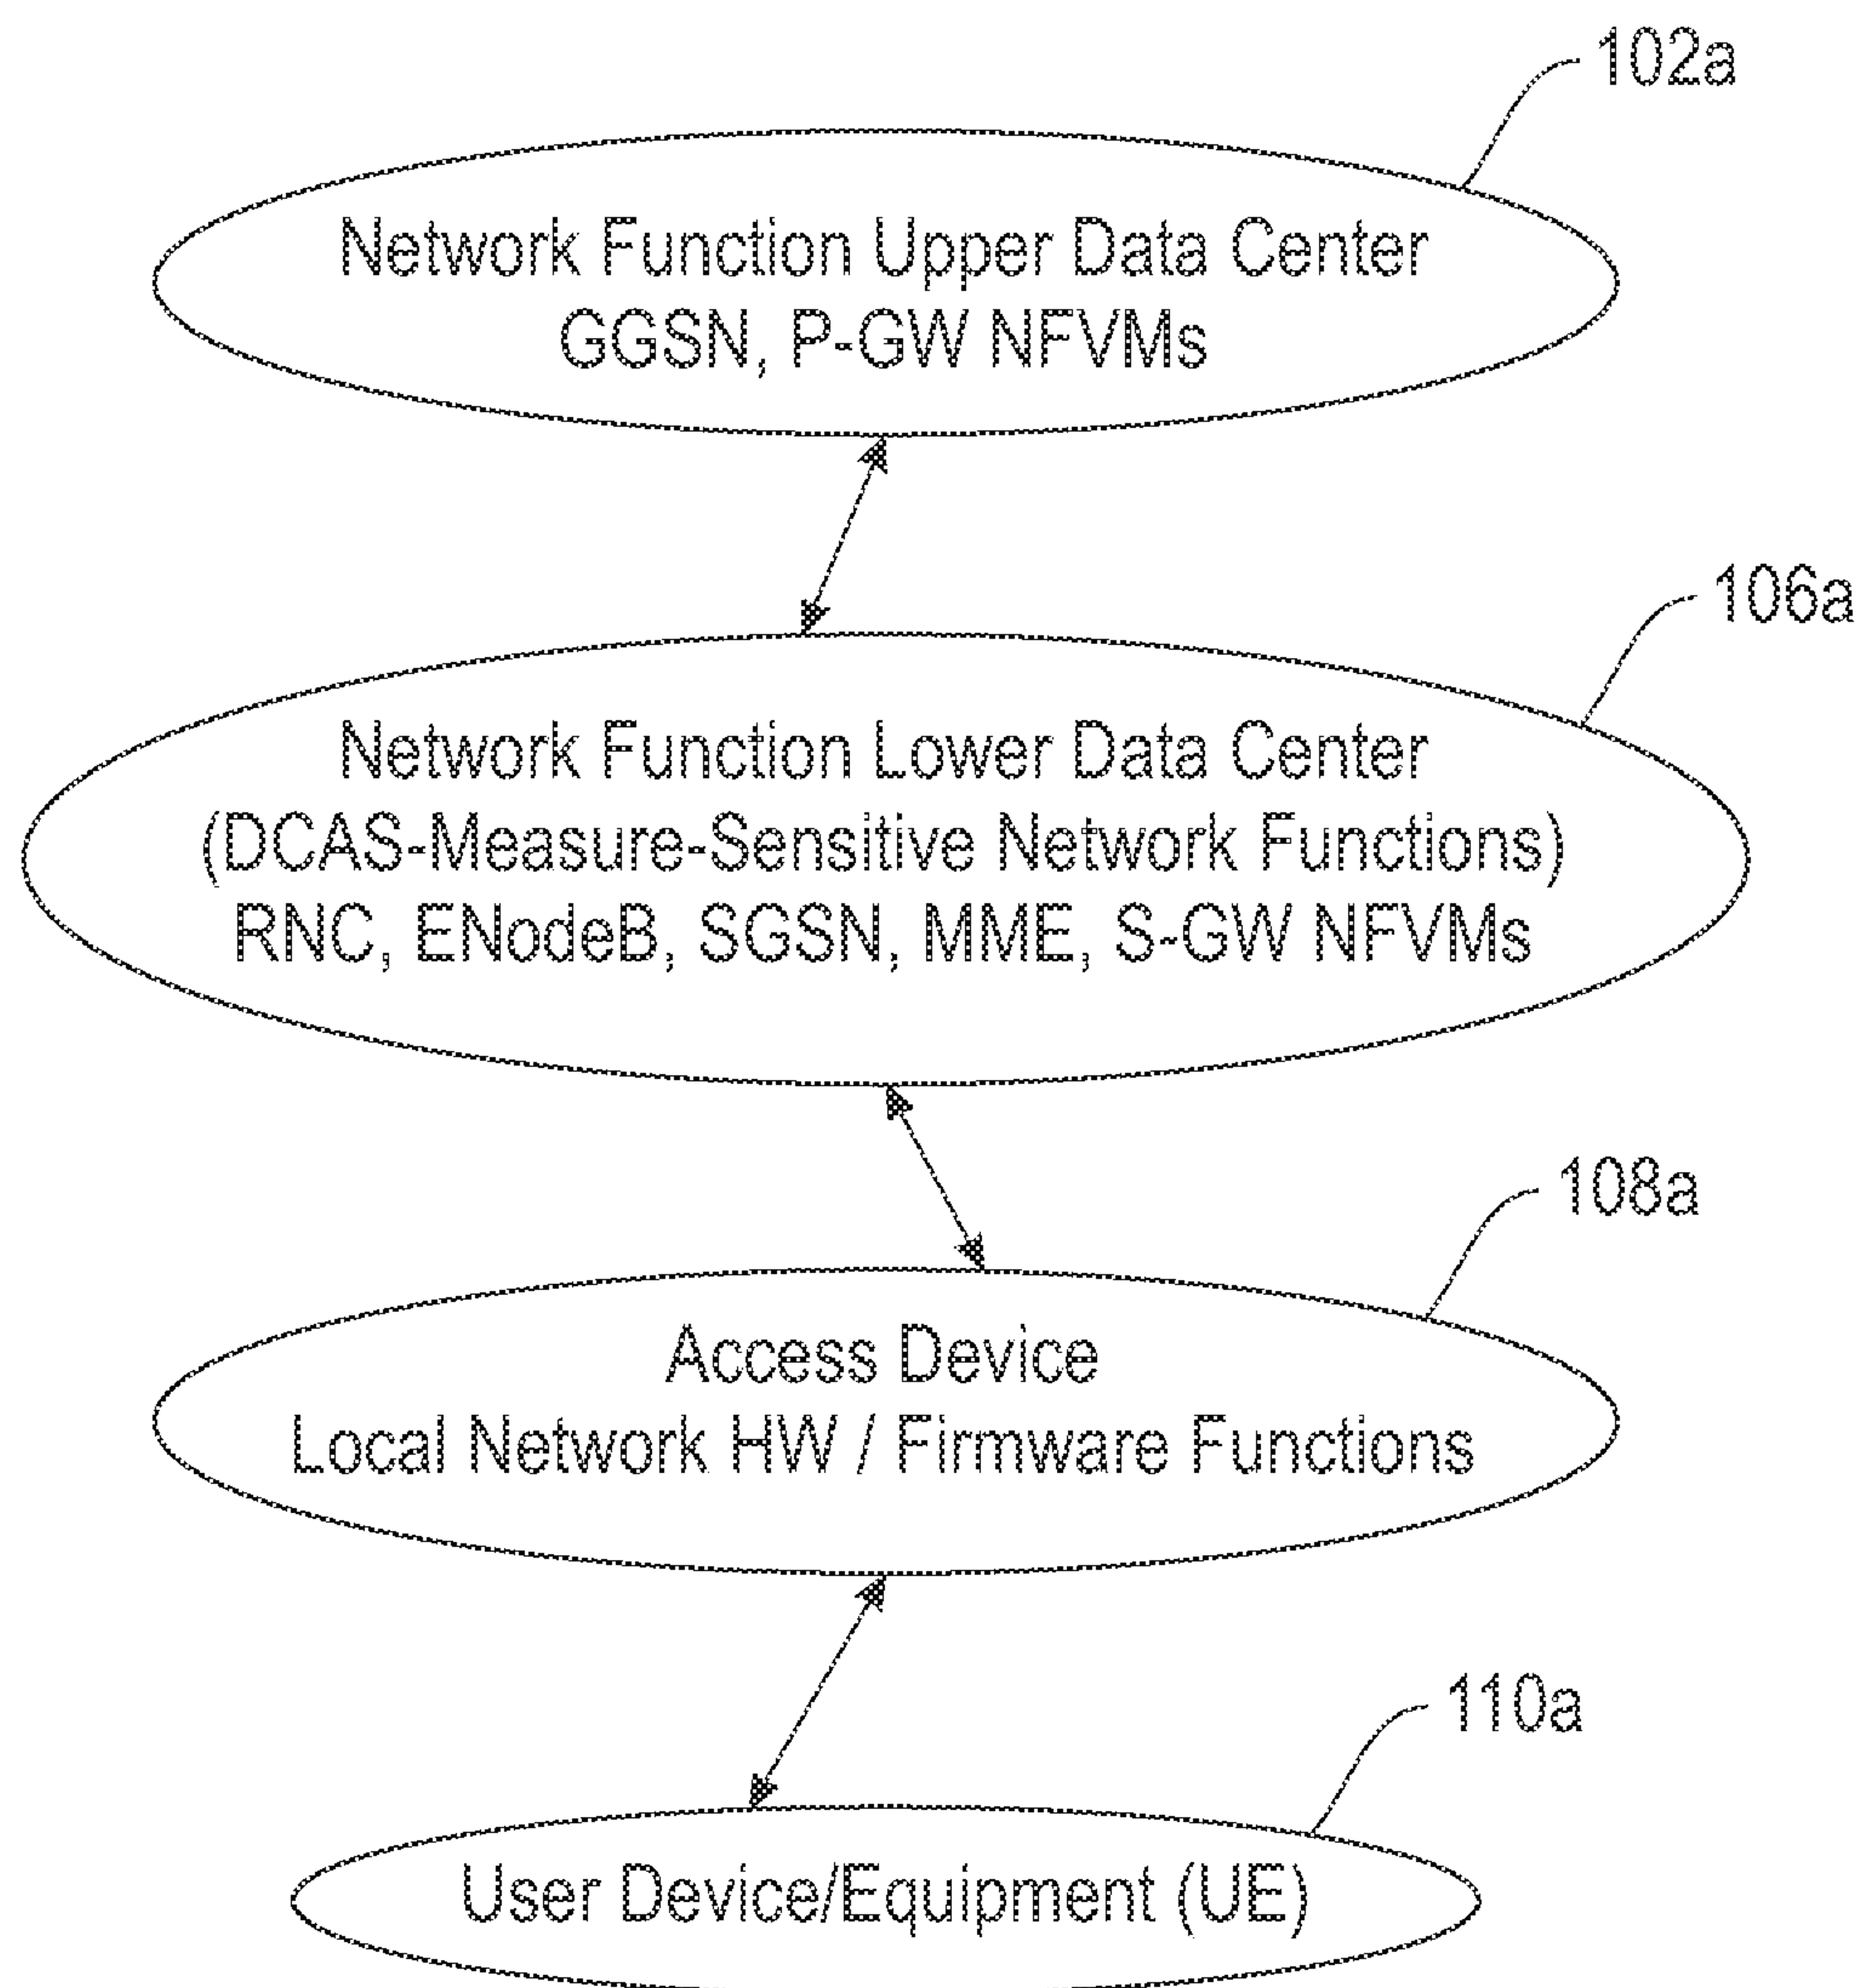 102a
Network Function Upper Data Center
GGSN, P-GW NFVMs
106a
Network Function Lower Data Center
(DCAS-Measure-Sensitive Network Functions)
RNC, ENodeB, SGSN, MME, S-GW NFVMs
108a
Access Device
Local Network HW / Firmware Functions
110a
User Device/Equipment (UE)